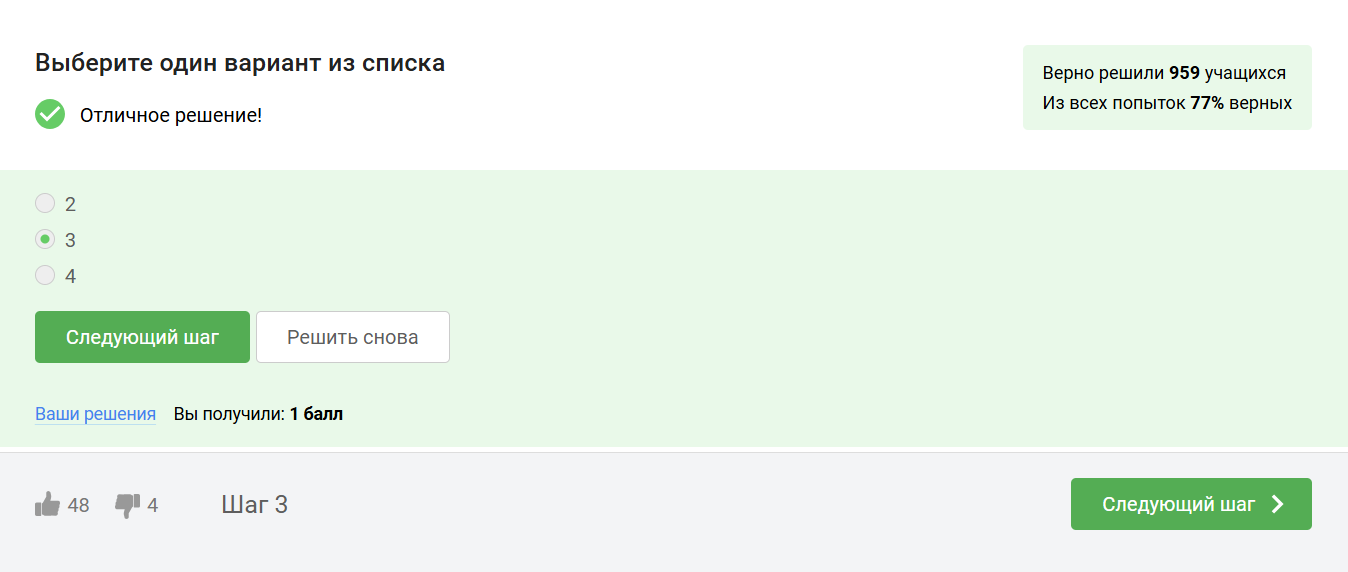 Выберите один вариант из списка
Отличное решение!
Верно решили 959 учащихся
Из всех попыток 77% верных
2
3
4
Следующий шаг
Решить снова
Ваши решения Вы получили: 1 балл
48 4 Шаг 3
Следующий шаг